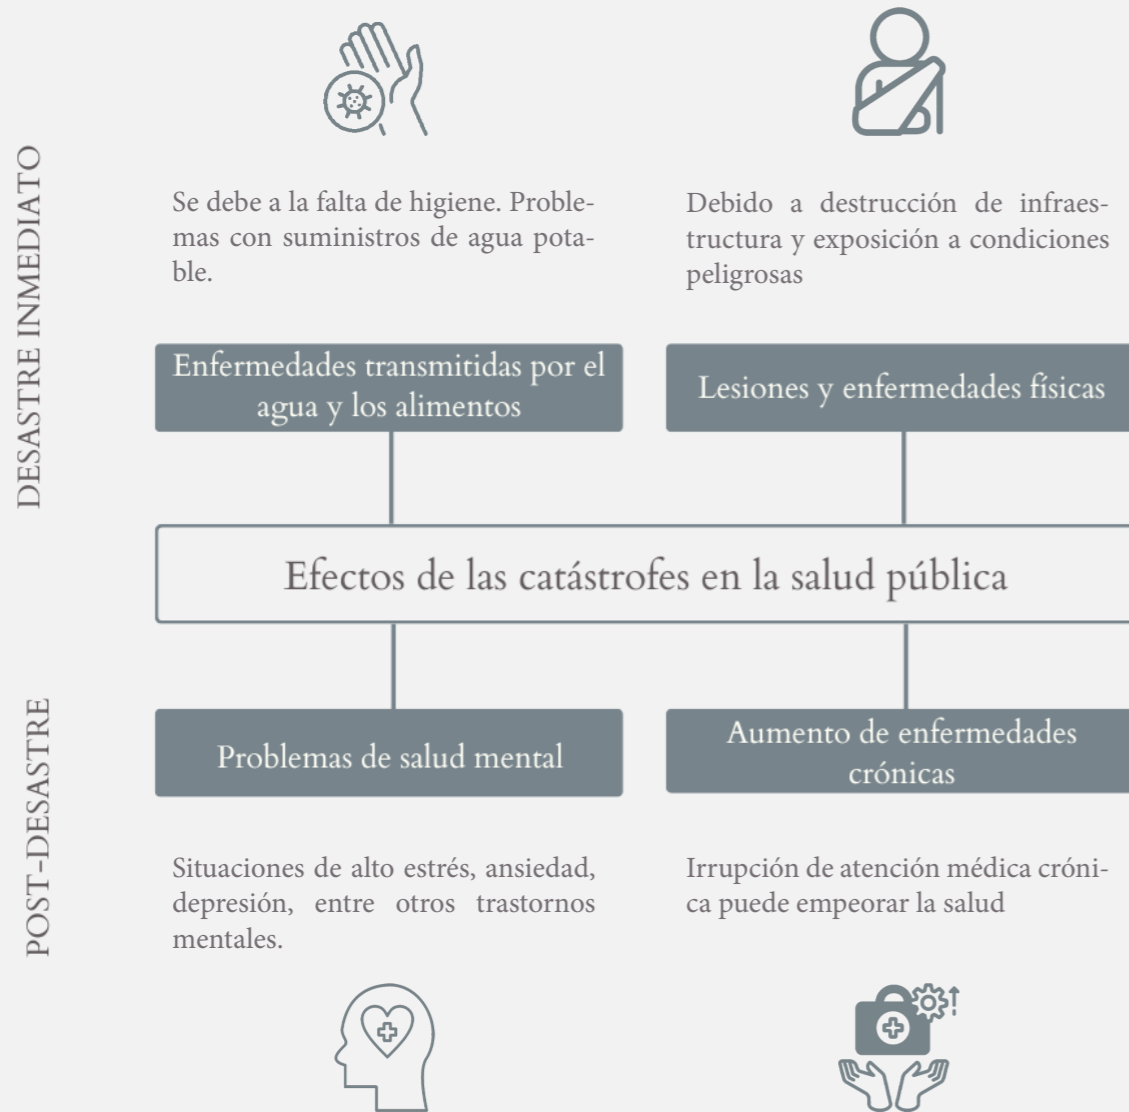 DESASTRE INMEDIATO
Se debe a la falta de higiene. Proble-
mas con suministros de agua pota-
ble.
Debido a destrucción de infraes-
tructura y exposición a condiciones
peligrosas
Enfermedades transmitidas por el
agua y los alimentos
Lesiones y enfermedades físicas
Efectos de las catástrofes en la salud pública
POST-DESASTRE
Problemas de salud mental
Aumento de enfermedades
crónicas
Situaciones de alto estrés, ansiedad,
depresión, entre otros trastornos
mentales.
Irrupción de atención médica cróni-
ca puede empeorar la salud